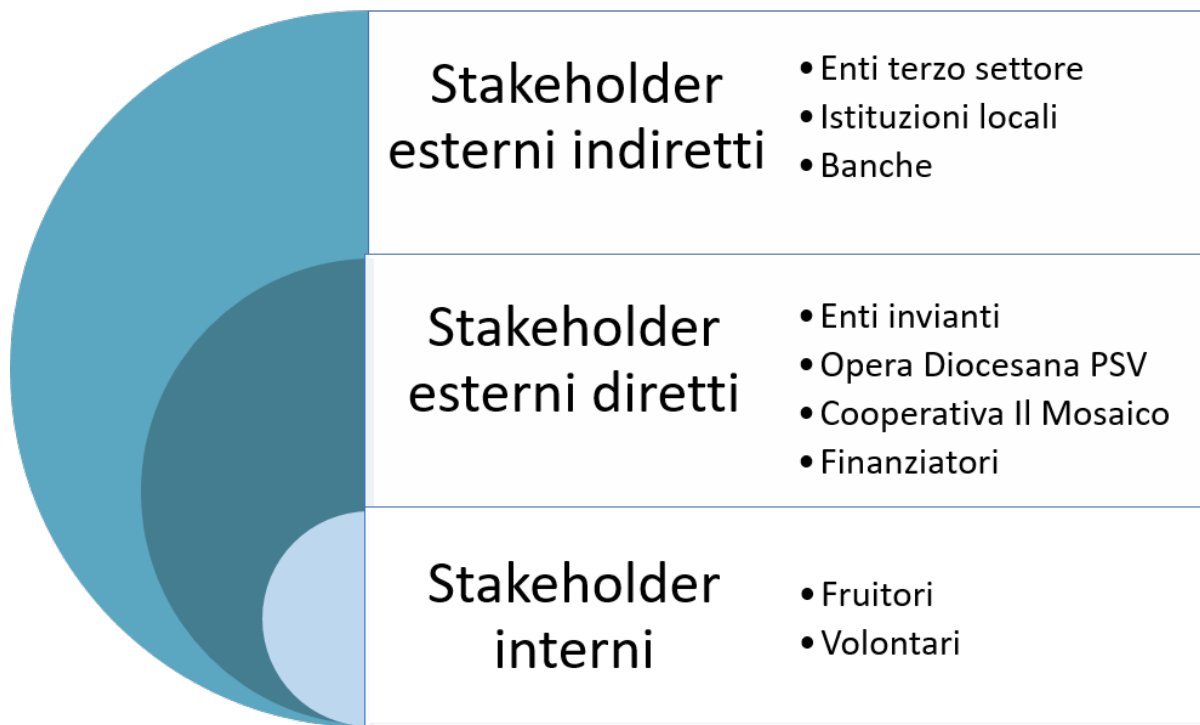 Stakeholder
esterni indiretti
• Enti terzo settore
• Istituzioni locali
• Banche
Stakeholder
esterni diretti
• Enti invianti
• Opera Diocesana PSV
• Cooperativa Il Mosaico
• Finanziatori
Stakeholder
interni
• Fruitori
• Volontari